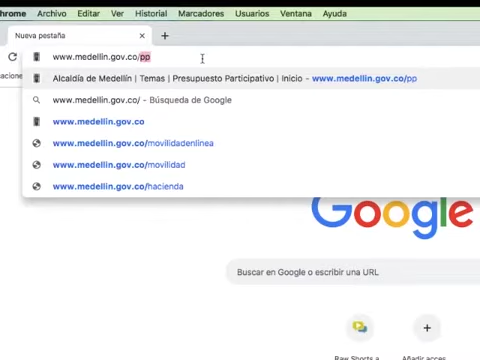 hrome Archivo Editar Ver Historial Marcadores Usuarios Ventana Ayuda
Nueva pestaña
www.medellin.gov.co/pp
Alcaldía de Medellín | Temas | Presupuesto Participativo | Inicio - www.medellin.gov.co/pp
www.medellin.gov.co/ - Búsqueda de Google
www.medellin.gov.co
www.medellin.gov.co/movilidadenlinea
www.medellin.gov.co/movilidad
www.medellin.gov.co/hacienda
Google
Buscar en Google o escribir una URL
Raw Shorts a
Añadir acces